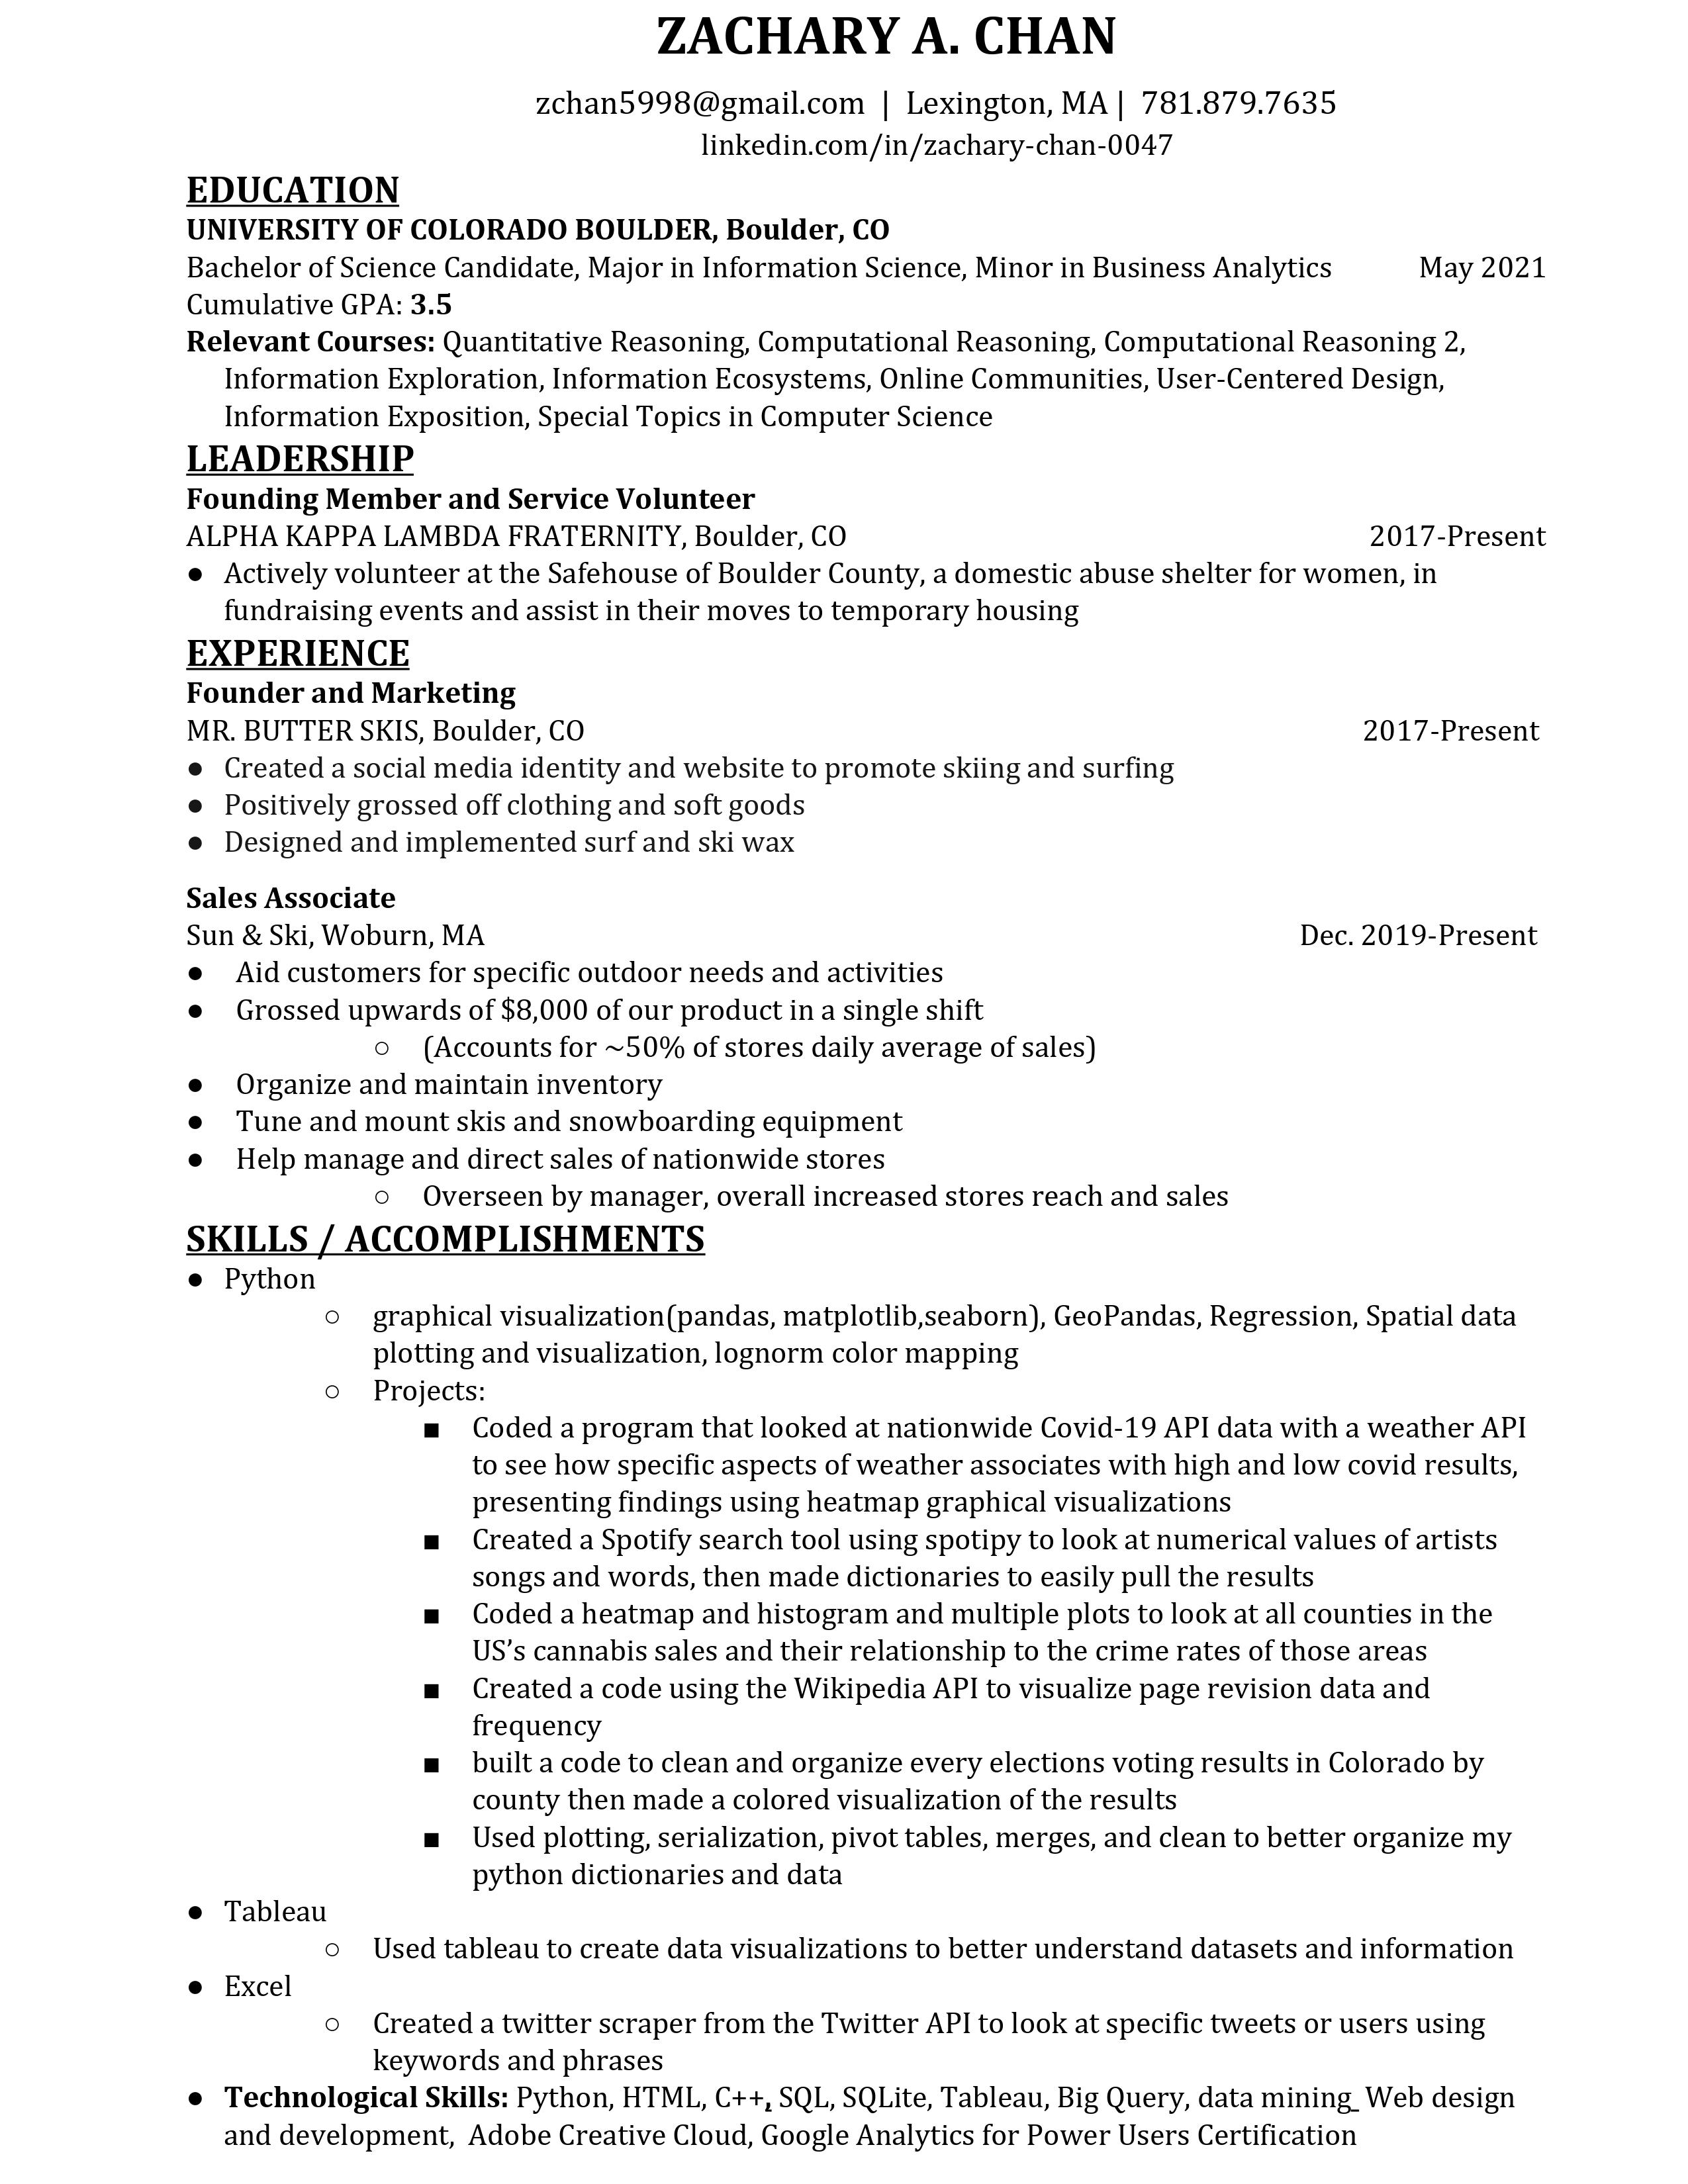 ZACHARY A. CHAN
zchan5998@gmail.com | Lexington, MA | 781.879.7635
linkedin.com/in/zachary-chan-0047
EDUCATION
UNIVERSITY OF COLORADO BOULDER, Boulder, CO
Bachelor of Science Candidate, Major in Information Science, Minor in Business Analytics May 2021
Cumulative GPA: 3.5
Relevant Courses: Quantitative Reasoning, Computational Reasoning, Computational Reasoning 2,
Information Exploration, Information Ecosystems, Online Communities, User-Centered Design,
Information Exposition, Special Topics in Computer Science
LEADERSHIP
Founding Member and Service Volunteer
ALPHA KAPPA LAMBDA FRATERNITY, Boulder, CO 2017-Present
● Actively volunteer at the Safehouse of Boulder County, a domestic abuse shelter for women, in
fundraising events and assist in their moves to temporary housing
EXPERIENCE
Founder and Marketing
MR. BUTTER SKIS, Boulder, CO 2017-Present
● Created a social media identity and website to promote skiing and surfing
● Positively grossed off clothing and soft goods
● Designed and implemented surf and ski wax
Sales Associate
Sun & Ski, Woburn, MA Dec. 2019-Present
● Aid customers for specific outdoor needs and activities
● Grossed upwards of $8,000 of our product in a single shift
○ (Accounts for ~50% of stores daily average of sales)
● Organize and maintain inventory
● Tune and mount skis and snowboarding equipment
● Help manage and direct sales of nationwide stores
○ Overseen by manager, overall increased stores reach and sales
SKILLS / ACCOMPLISHMENTS
● Python
○ graphical visualization(pandas, matplotlib,seaborn), GeoPandas, Regression, Spatial data
plotting and visualization, lognorm color mapping
○ Projects:
■ Coded a program that looked at nationwide Covid-19 API data with a weather API
to see how specific aspects of weather associates with high and low covid results,
presenting findings using heatmap graphical visualizations
■ Created a Spotify search tool using spotipy to look at numerical values of artists
songs and words, then made dictionaries to easily pull the results
■ Coded a heatmap and histogram and multiple plots to look at all counties in the
US’s cannabis sales and their relationship to the crime rates of those areas
■ Created a code using the Wikipedia API to visualize page revision data and
frequency
■ built a code to clean and organize every elections voting results in Colorado by
county then made a colored visualization of the results
■ Used plotting, serialization, pivot tables, merges, and clean to better organize my
python dictionaries and data
● Tableau
○ Used tableau to create data visualizations to better understand datasets and information
● Excel
○ Created a twitter scraper from the Twitter API to look at specific tweets or users using
keywords and phrases
● Technological Skills: Python, HTML, C++, SQL, SQLite, Tableau, Big Query, data mining_ Web design
and development, Adobe Creative Cloud, Google Analytics for Power Users Certification